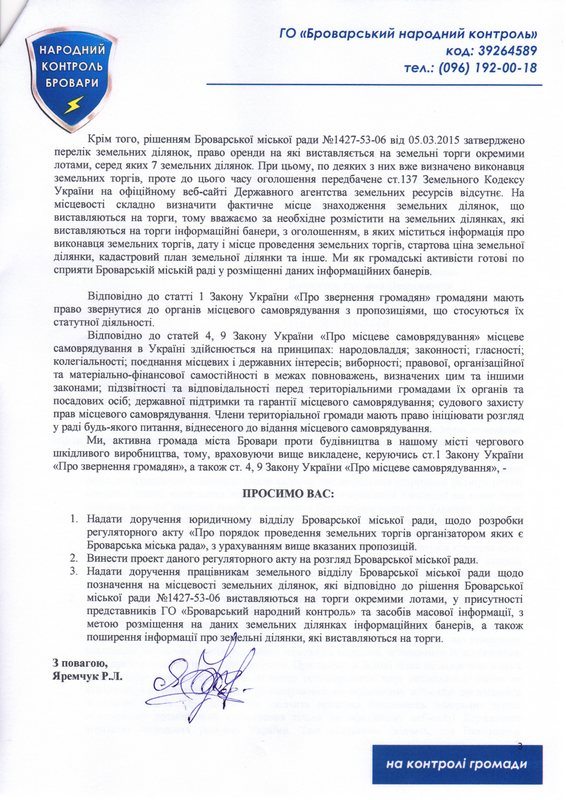 НАРОДНИЙ
КОНТРОЛЬ
БРОВАРИ
ГО «Броварський народний контроль»
код: 39264589
тел.: (096) 192-00-18
Крім того, рішенням Броварської міської ради №1427-53-06 від 05.03.2015 затверджено
перелік земельних ділянок, право оренди на які виставляється на земельні торги окремими
лотами, серед яких 7 земельних ділянок. При цьому, по деяких з них вже визначено виконавця
земельних торгів, проте до цього часу оголошення передбачене ст.137 Земельного Кодексу
України на офіційному веб-сайті Державного агентства земельних ресурсів відсутнє. На
місцевості складно визначити фактичне місце знаходження земельних ділянок, що
виставляються на торги, тому вважаємо за необхідне розмістити на земельних ділянках, які
виставляються на торги інформаційні банери, з оголошенням, в яких міститься інформація про
виконавця земельних торгів, дату і місце проведення земельних торгів, стартова ціна земельної
ділянки, кадастровий план земельної ділянки та інше. Ми як громадські активісти готові по
сприяти Броварській міській раді у розміщенні даних інформаційних банерів.
Відповідно до статті 1 Закону України «Про звернення громадян» громадяни мають
право звернутися до органів місцевого самоврядування з пропозиціями, що стосуються їх
статутної діяльності.
Відповідно до статей 4, 9 Закону України «Про місцеве самоврядування» місцеве
самоврядування в Україні здійснюється на принципах: народовладдя; законності; гласності;
колегіальності; поєднання місцевих і державних інтересів; виборності; правової, організаційної
та матеріально-фінансової самостійності в межах повноважень, визначених цим та іншими
законами; підзвітності та відповідальності перед територіальними громадами їх органів та
посадових осіб; державної підтримки та гарантії місцевого самоврядування; судового захисту
прав місцевого самоврядування. Члени територіальної громади мають право ініціювати розгляд
у раді будь-якого питання, віднесеного до відання місцевого самоврядування.
Ми, активна громада міста Бровари проти будівництва в нашому місті чергового
шкідливого виробництва, тому, враховуючи вище викладене, керуючись ст.1 Закону України
«Про звернення громадян», а також ст. 4, 9 Закону України «Про місцеве самоврядування», -
ПРОСИМО ВАС:
1. Надати доручення юридичному відділу Броварської міської ради, щодо розробки
регуляторного акту «Про порядок проведення земельних торгів організатором яких є
Броварська міська рада», з урахуванням вище вказаних пропозицій.
2. Винести проект даного регуляторного акту на розгляд Броварської міської ради.
3. Надати доручення працівникам земельного відділу Броварської міської ради щодо
позначення на місцевості земельних ділянок, які відповідно до рішення Броварської
міської ради №1427-53-06 виставляються на торги окремими лотами, у присутності
представників ГО «Броварський народний контроль» та засобів масової інформації, з
метою розміщення на даних земельних ділянках інформаційних банерів, а також
поширення інформації про земельні ділянки, які виставляються на торги.
З повагою,
Яремчук Р.Л.
3
на контролі громади